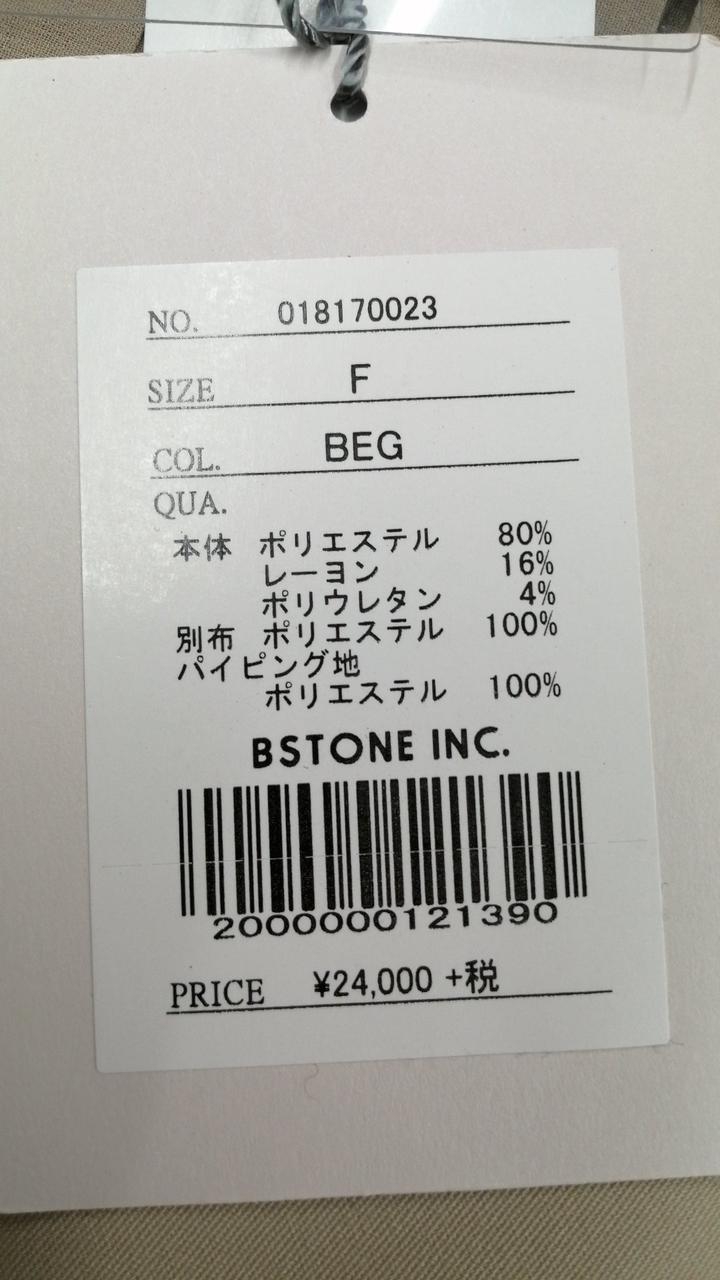 NO. 018170023
SIZE F
COL. BEG
QUA.
本体 ポリエステル 80%
レーヨン 16%
ポリウレタン 4%
別布 ポリエステル 100%
パイピング地
ポリエステル 100%
BSTONE INC.
2000000121390
PRICE ¥24,000 +税